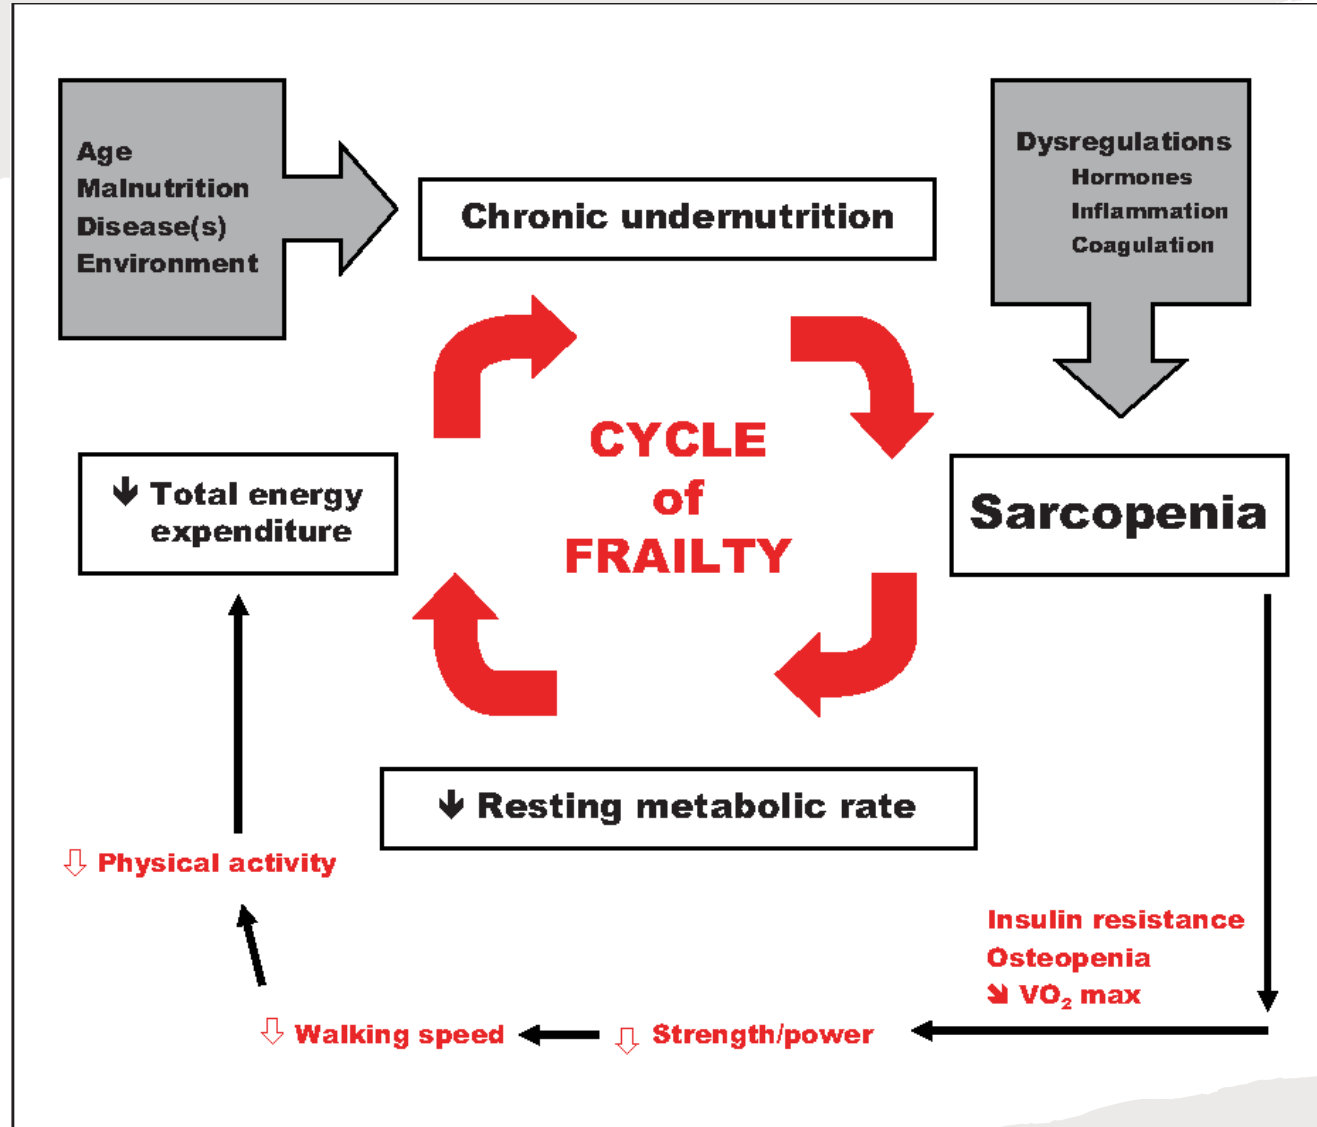 Age
Malnutrition
Disease(s)
Environment
Chronic undernutrition
Dysregulations
Hormones
Inflammation
Coagulation
CYCLE
of
FRAILTY
↓ Total energy
expenditure
Sarcopenia
↓ Resting metabolic rate
⇩ Physical activity
Insulin resistance
Osteopenia
↘ VO₂ max
⇩ Walking speed
⇩ Strength/power